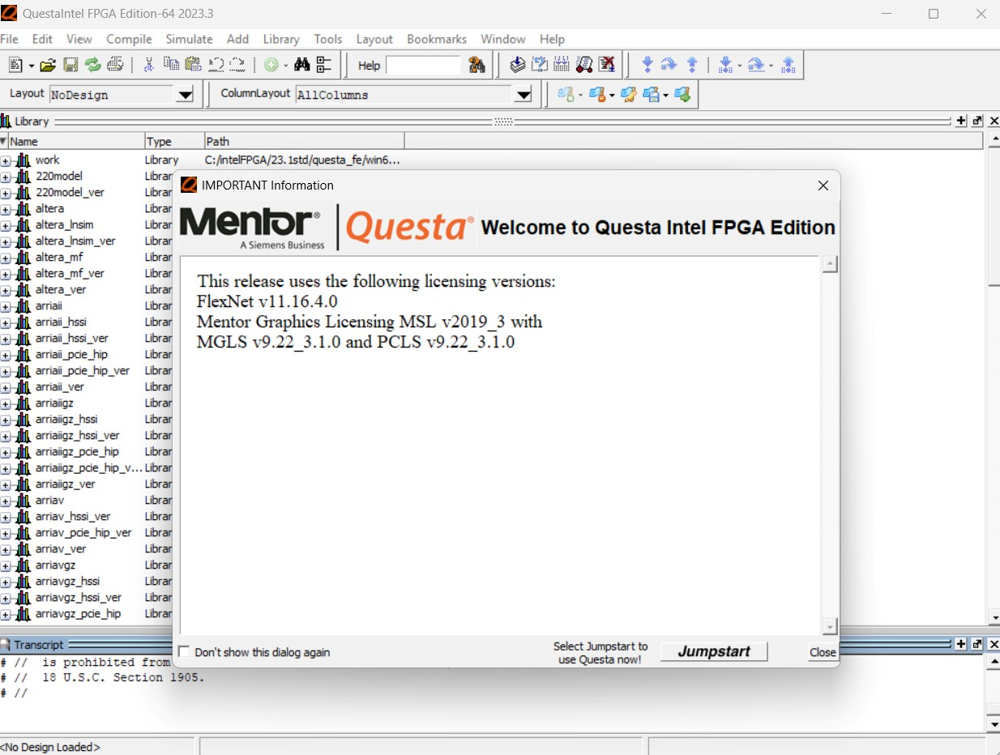 QuestaIntel FPGA Edition-64 2023.3
File Edit View Compile Simulate Add Library Tools Layout Bookmarks Window Help
Help
Layout NoDesign ColumnLayout AllColumns
Library
Name Type Path
work Library C:/intelFPGA/23.1std/questa_fe/win6...
220model Librar
220model_ver Librar
altera Librar
altera_lnsim Librar
altera_lnsim_ver Librar
altera_mf Librar
altera_mf_ver Librar
altera_ver Librar
arriaii Librar
arriaii_hssi Librar
arriaii_hssi_ver Librar
arriaii_pcie_hip Librar
arriaii_pcie_hip_ver Librar
arriaii_ver Librar
arriaiigz Librar
arriaiigz_hssi Librar
arriaiigz_hssi_ver Librar
arriaiigz_pcie_hip Librar
arriaiigz_pcie_hip_v... Librar
arriaiigz_ver Librar
arriav Librar
arriav_hssi_ver Librar
arriav_pcie_hip_ver Librar
arriav_ver Librar
arriavgz Librar
arriavgz_hssi Librar
arriavgz_hssi_ver Librar
arriavgz_pcie_hip Librar
IMPORTANT Information
Mentor®
A Siemens Business
Questa®
Welcome to Questa Intel FPGA Edition
This release uses the following licensing versions:
FlexNet v11.16.4.0
Mentor Graphics Licensing MSL v2019_3 with
MGLS v9.22_3.1.0 and PCLS v9.22_3.1.0
Don't show this dialog again
Select Jumpstart to
use Questa now!
Jumpstart
Close
Transcript
# // is prohibited from
# // 18 U.S.C. Section 1905.
# //
<No Design Loaded>